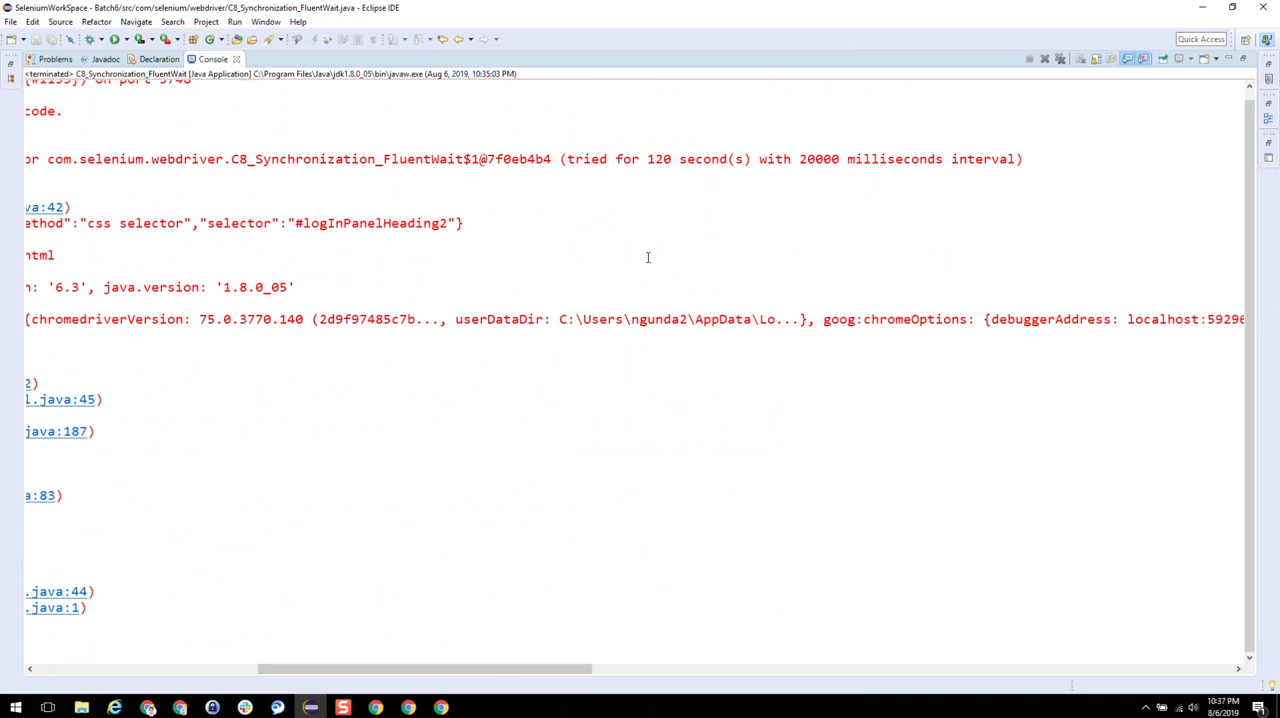 SeleniumWorkSpace - Batch6/src/com/selenium/webdriver/C8_Synchronization_FluentWait.java - Eclipse IDE
File Edit Source Refactor Navigate Search Project Run Window Help
Quick Access
Problems Javadoc Declaration Console
<terminated> C8_Synchronization_FluentWait [Java Application] C:\Program Files\Java\jdk1.8.0_05\bin\javaw.exe (Aug 6, 2019, 10:35:03 PM)
code.
or com.selenium.webdriver.C8_Synchronization_FluentWait$1@7f0eb4b4 (tried for 120 second(s) with 20000 milliseconds interval)
va:42)
ethod":"css selector","selector":"#logInPanelHeading2"}
html
n: '6.3', java.version: '1.8.0_05'
{chromedriverVersion: 75.0.3770.140 (2d9f97485c7b..., userDataDir: C:\Users\ngunda2\AppData\Lo...}, goog:chromeOptions: {debuggerAddress: localhost:59296
2)
l.java:45)
java:187)
a:83)
.java:44)
.java:1)
10:37 PM
8/6/2019